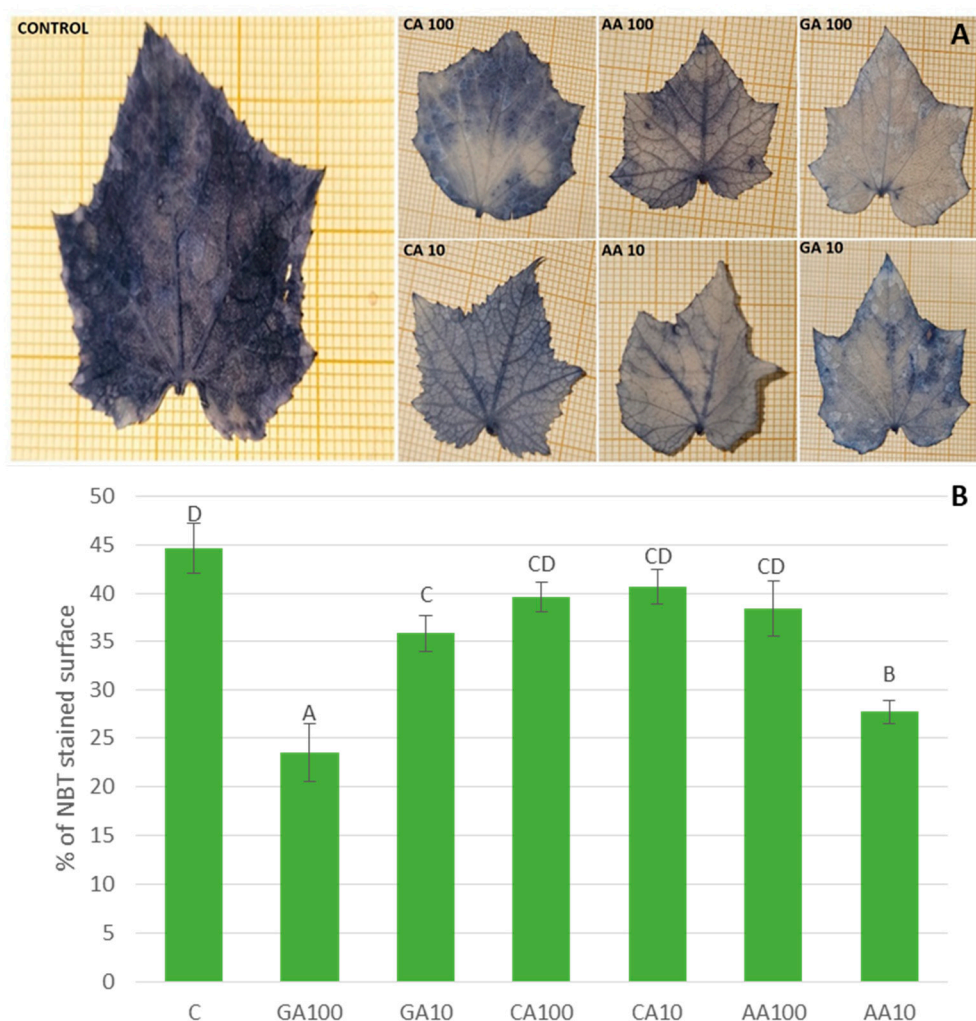 CONTROL
CA 100
AA 100
GA 100
A
CA 10
AA 10
GA 10
B
% of NBT stained surface
50
45
40
35
30
25
20
15
10
5
0
D
A
C
CD
CD
CD
B
C
GA100
GA10
CA100
CA10
AA100
AA10